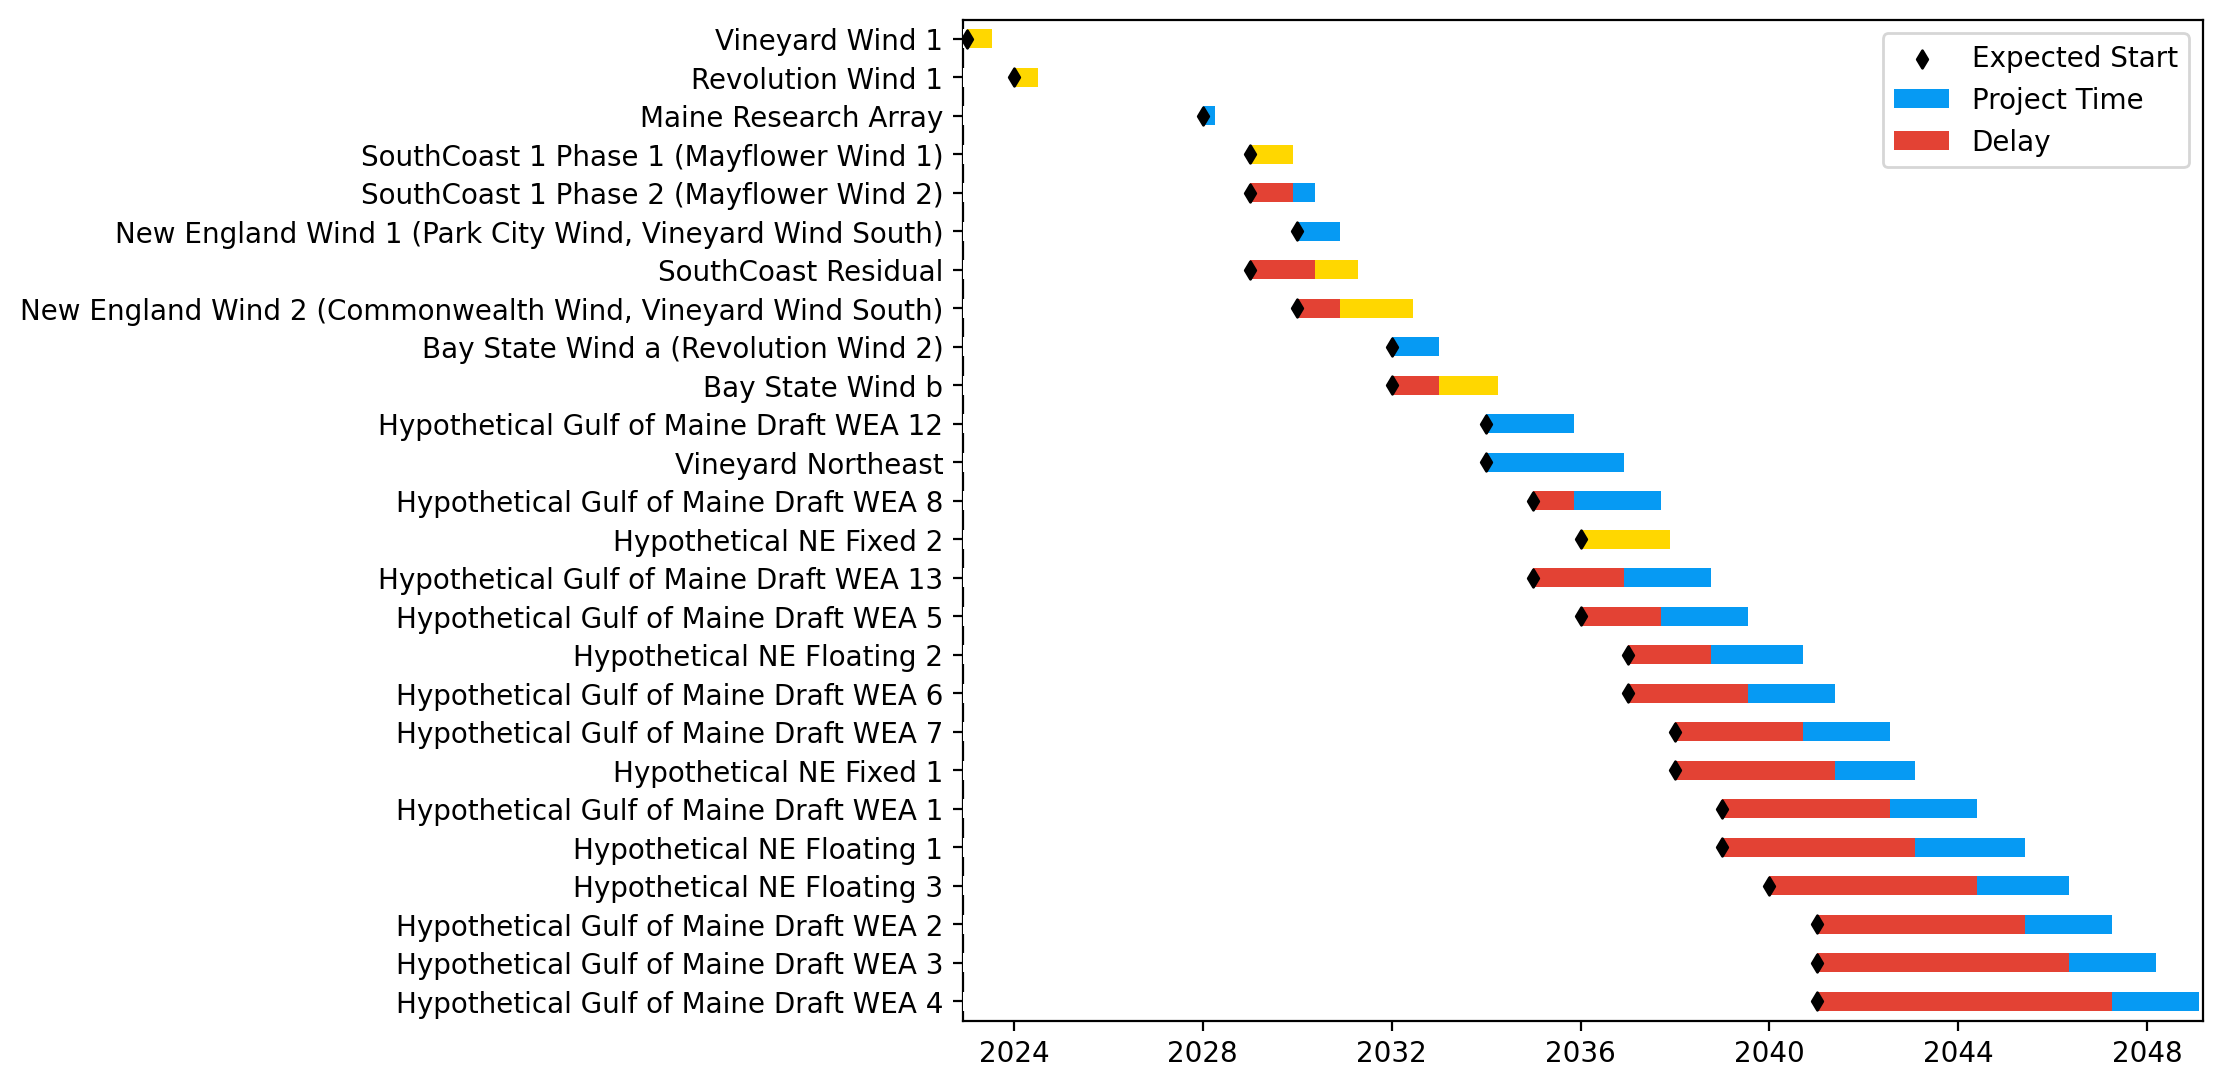 Vineyard Wind 1
Revolution Wind 1
Maine Research Array
SouthCoast 1 Phase 1 (Mayflower Wind 1)
SouthCoast 1 Phase 2 (Mayflower Wind 2)
New England Wind 1 (Park City Wind, Vineyard Wind South)
SouthCoast Residual
New England Wind 2 (Commonwealth Wind, Vineyard Wind South)
Bay State Wind a (Revolution Wind 2)
Bay State Wind b
Hypothetical Gulf of Maine Draft WEA 12
Vineyard Northeast
Hypothetical Gulf of Maine Draft WEA 8
Hypothetical NE Fixed 2
Hypothetical Gulf of Maine Draft WEA 13
Hypothetical Gulf of Maine Draft WEA 5
Hypothetical NE Floating 2
Hypothetical Gulf of Maine Draft WEA 6
Hypothetical Gulf of Maine Draft WEA 7
Hypothetical NE Fixed 1
Hypothetical Gulf of Maine Draft WEA 1
Hypothetical NE Floating 1
Hypothetical NE Floating 3
Hypothetical Gulf of Maine Draft WEA 2
Hypothetical Gulf of Maine Draft WEA 3
Hypothetical Gulf of Maine Draft WEA 4
Expected Start
Project Time
Delay
2024 2028 2032 2036 2040 2044 2048